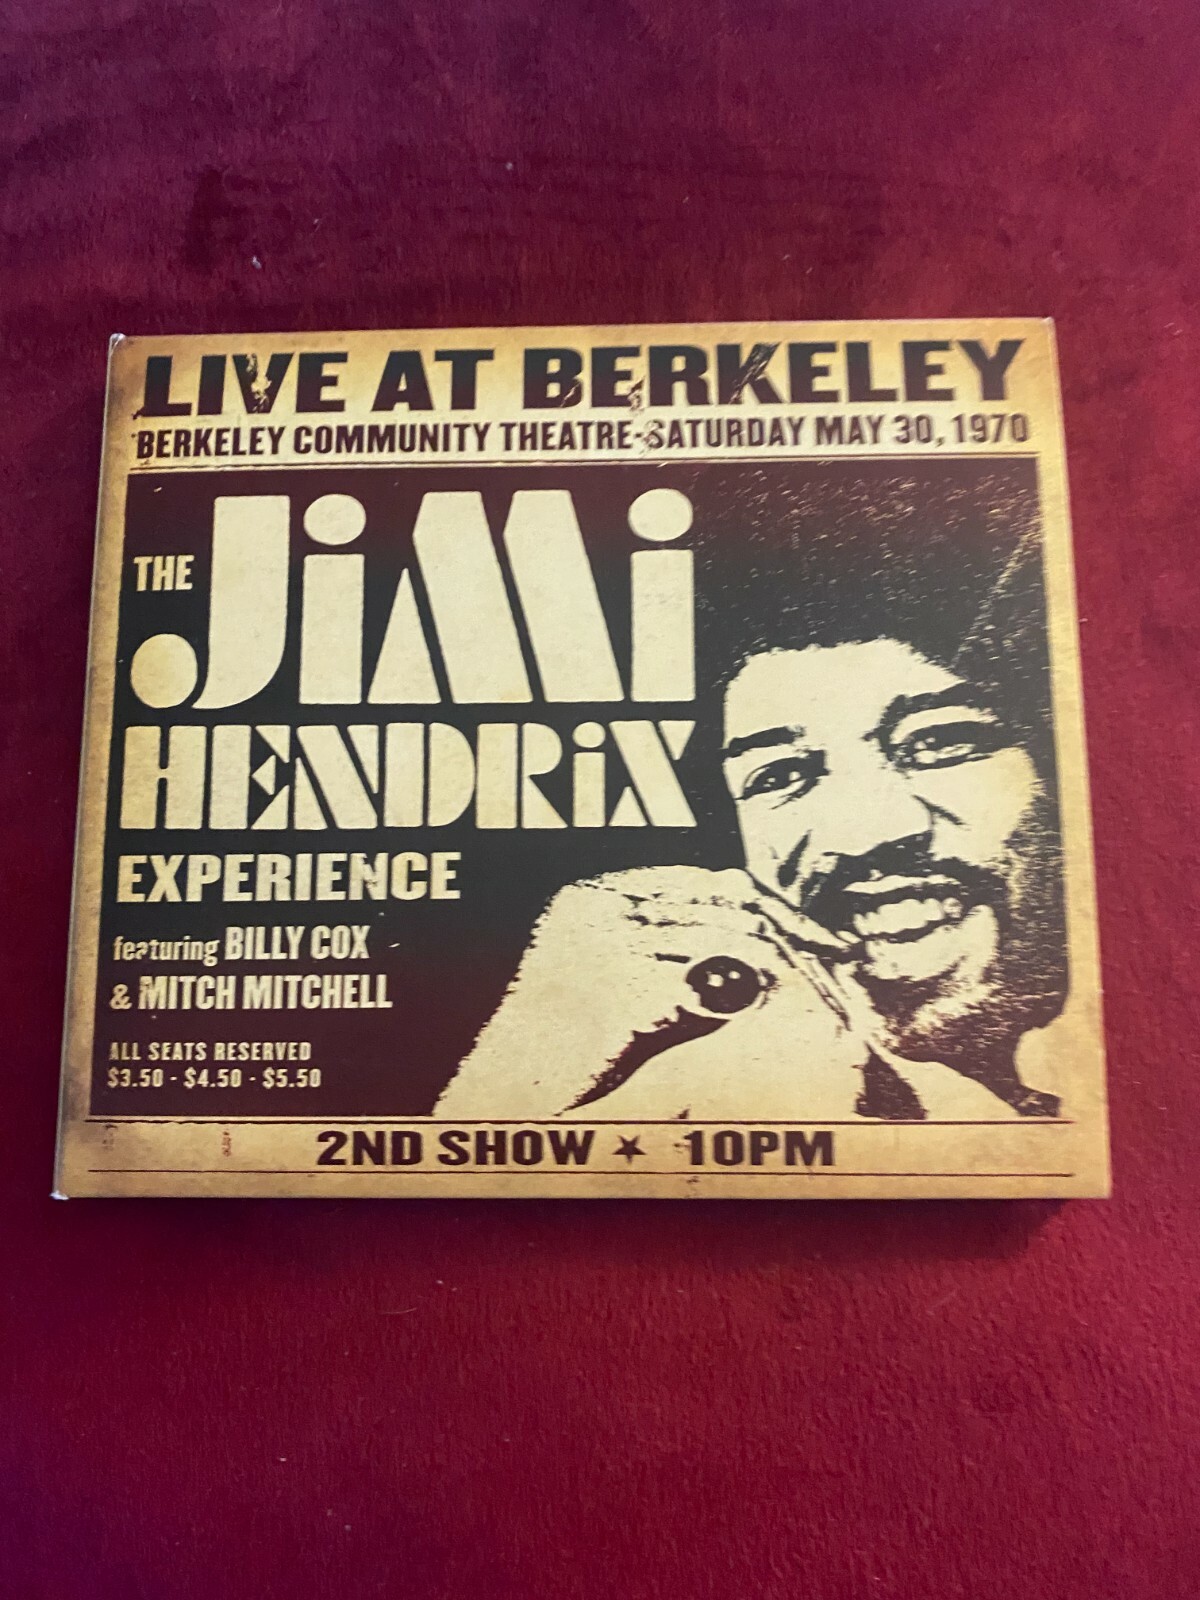 LIVE AT BERKELEY
BERKELEY COMMUNITY THEATRE-SATURDAY MAY 30, 1970
THE
JiMi
HENDRiX
EXPERIENCE
featuring BILLY COX
& MITCH MITCHELL
ALL SEATS RESERVED
$3.50 - $4.50 - $5.50
2ND SHOW ★ 10PM